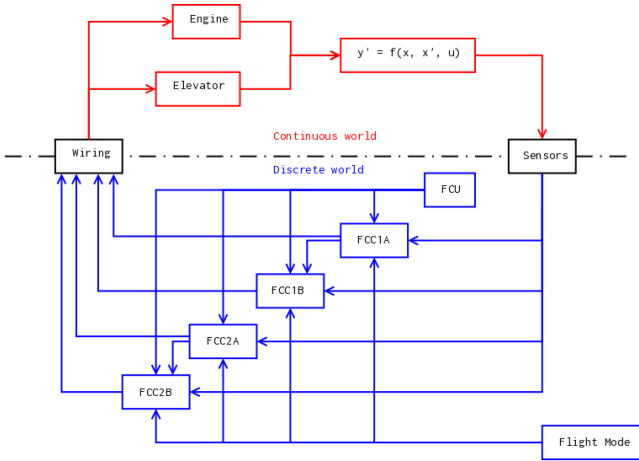 Engine
y′ = f(x, x′, u)
Elevator
Continuous world
Wiring
Sensors
Discrete world
FCU
FCC1A
FCC1B
FCC2A
FCC2B
Flight Mode